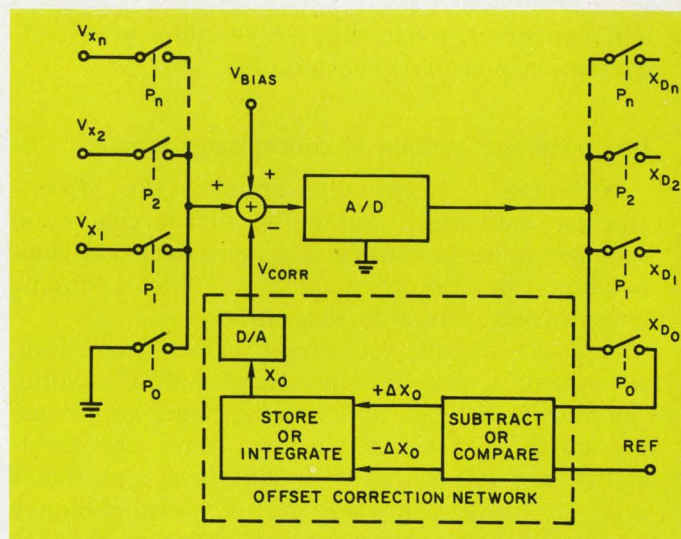 Vxn
Pn
Vx2
P2
Vx1
P1
P0
VBIAS
+
+
+
−
A/D
VCORR
D/A
X0
STORE
OR
INTEGRATE
+ΔX0
−ΔX0
SUBTRACT
OR
COMPARE
OFFSET CORRECTION NETWORK
Pn
XDn
P2
XD2
P1
XD1
P0
XD0
REF